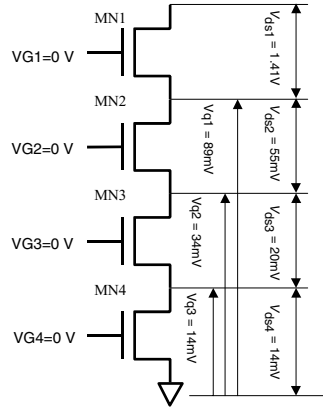 MN1
VG1=0 V
MN2
VG2=0 V
MN3
VG3=0 V
MN4
VG4=0 V
Vds1 = 1.41V
Vq1 = 89mV
Vds2 = 55mV
Vq2 = 34mV
Vds3 = 20mV
Vq3 = 14mV
Vds4 = 14mV